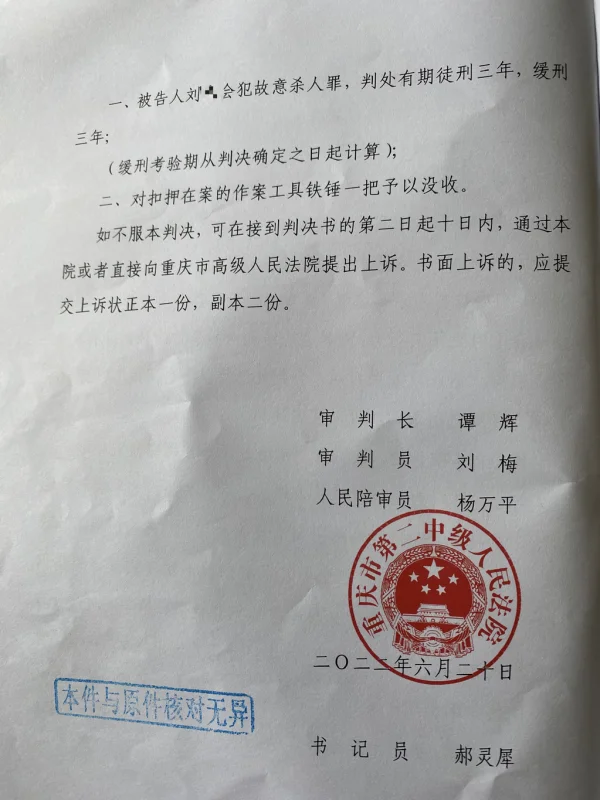 一、被告人刘 会犯故意杀人罪，判处有期徒刑三年，缓刑
三年；
（缓刑考验期从判决确定之日起计算）；
二、对扣押在案的作案工具铁锤一把予以没收。
如不服本判决，可在接到判决书的第二日起十日内，通过本
院或者直接向重庆市高级人民法院提出上诉。书面上诉的，应提
交上诉状正本一份，副本二份。
审 判 长 谭 辉
审 判 员 刘 梅
人民陪审员 杨万平
重庆市第二中级人民法院
二〇二二年六月二十日
本件与原件核对无异
书 记 员 郝灵犀